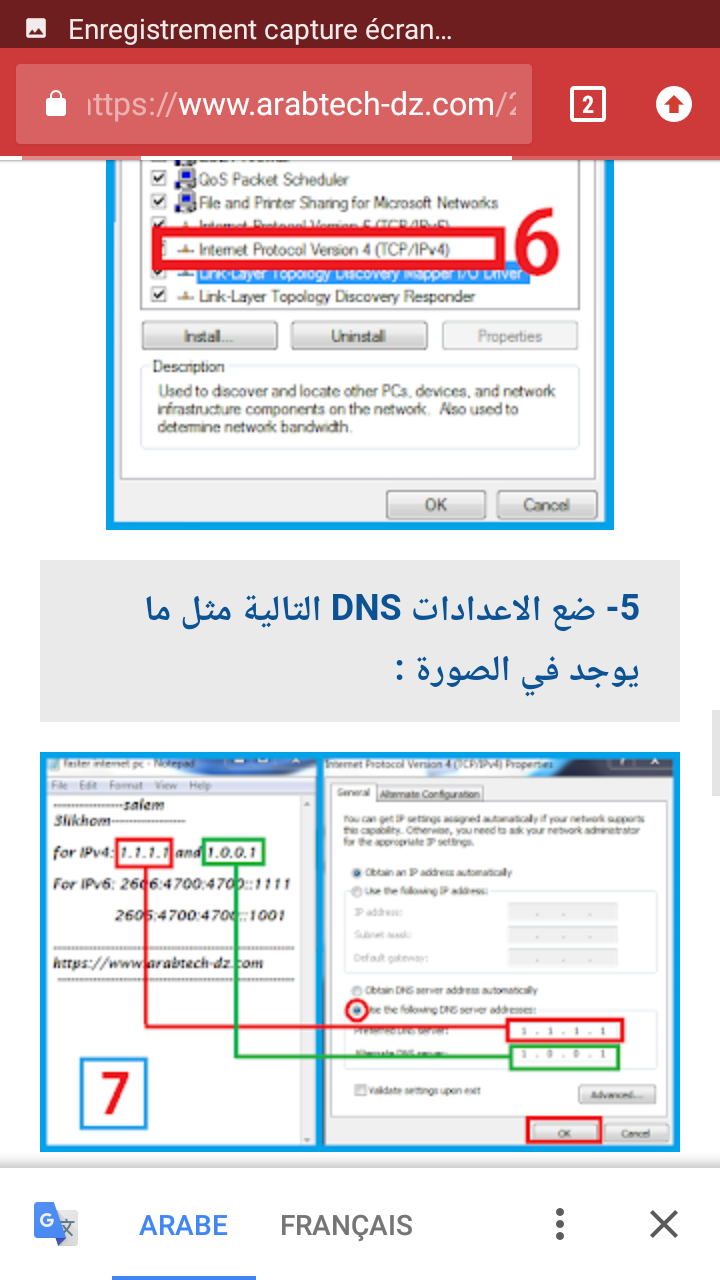 Enregistrement capture écran…
https://www.arabtech-dz.com/2
2
QoS Packet Scheduler
File and Printer Sharing for Microsoft Networks
Internet Protocol Version 6 (TCP/IPv6)
Internet Protocol Version 4 (TCP/IPv4)
6
Link-Layer Topology Discovery Mapper I/O Driver
Link-Layer Topology Discovery Responder
Install...
Uninstall
Properties
Description
Used to discover and locate other PCs, devices, and network
infrastructure components on the network. Also used to
determine network bandwidth.
OK
Cancel
5- ضع الاعدادات DNS التالية مثل ما
يوجد في الصورة :
faster internet pc - Notepad
File Edit Format View Help
-----------------salem
3likhom------------------
for IPv4: 1.1.1.1 and 1.0.0.1
For IPv6: 2606:4700:4700::1111
2606:4700:4700::1001
https://www.arabtech-dz.com
7
Internet Protocol Version 4 (TCP/IPv4) Properties
General
Alternate Configuration
You can get IP settings assigned automatically if your network supports
this capability. Otherwise, you need to ask your network administrator
for the appropriate IP settings.
Obtain an IP address automatically
Use the following IP address:
IP address:
Subnet mask:
Default gateway:
Obtain DNS server address automatically
Use the following DNS server addresses:
Preferred DNS server:
1 . 1 . 1 . 1
Alternate DNS server:
1 . 0 . 0 . 1
Validate settings upon exit
Advanced...
OK
Cancel
ARABE
FRANÇAIS